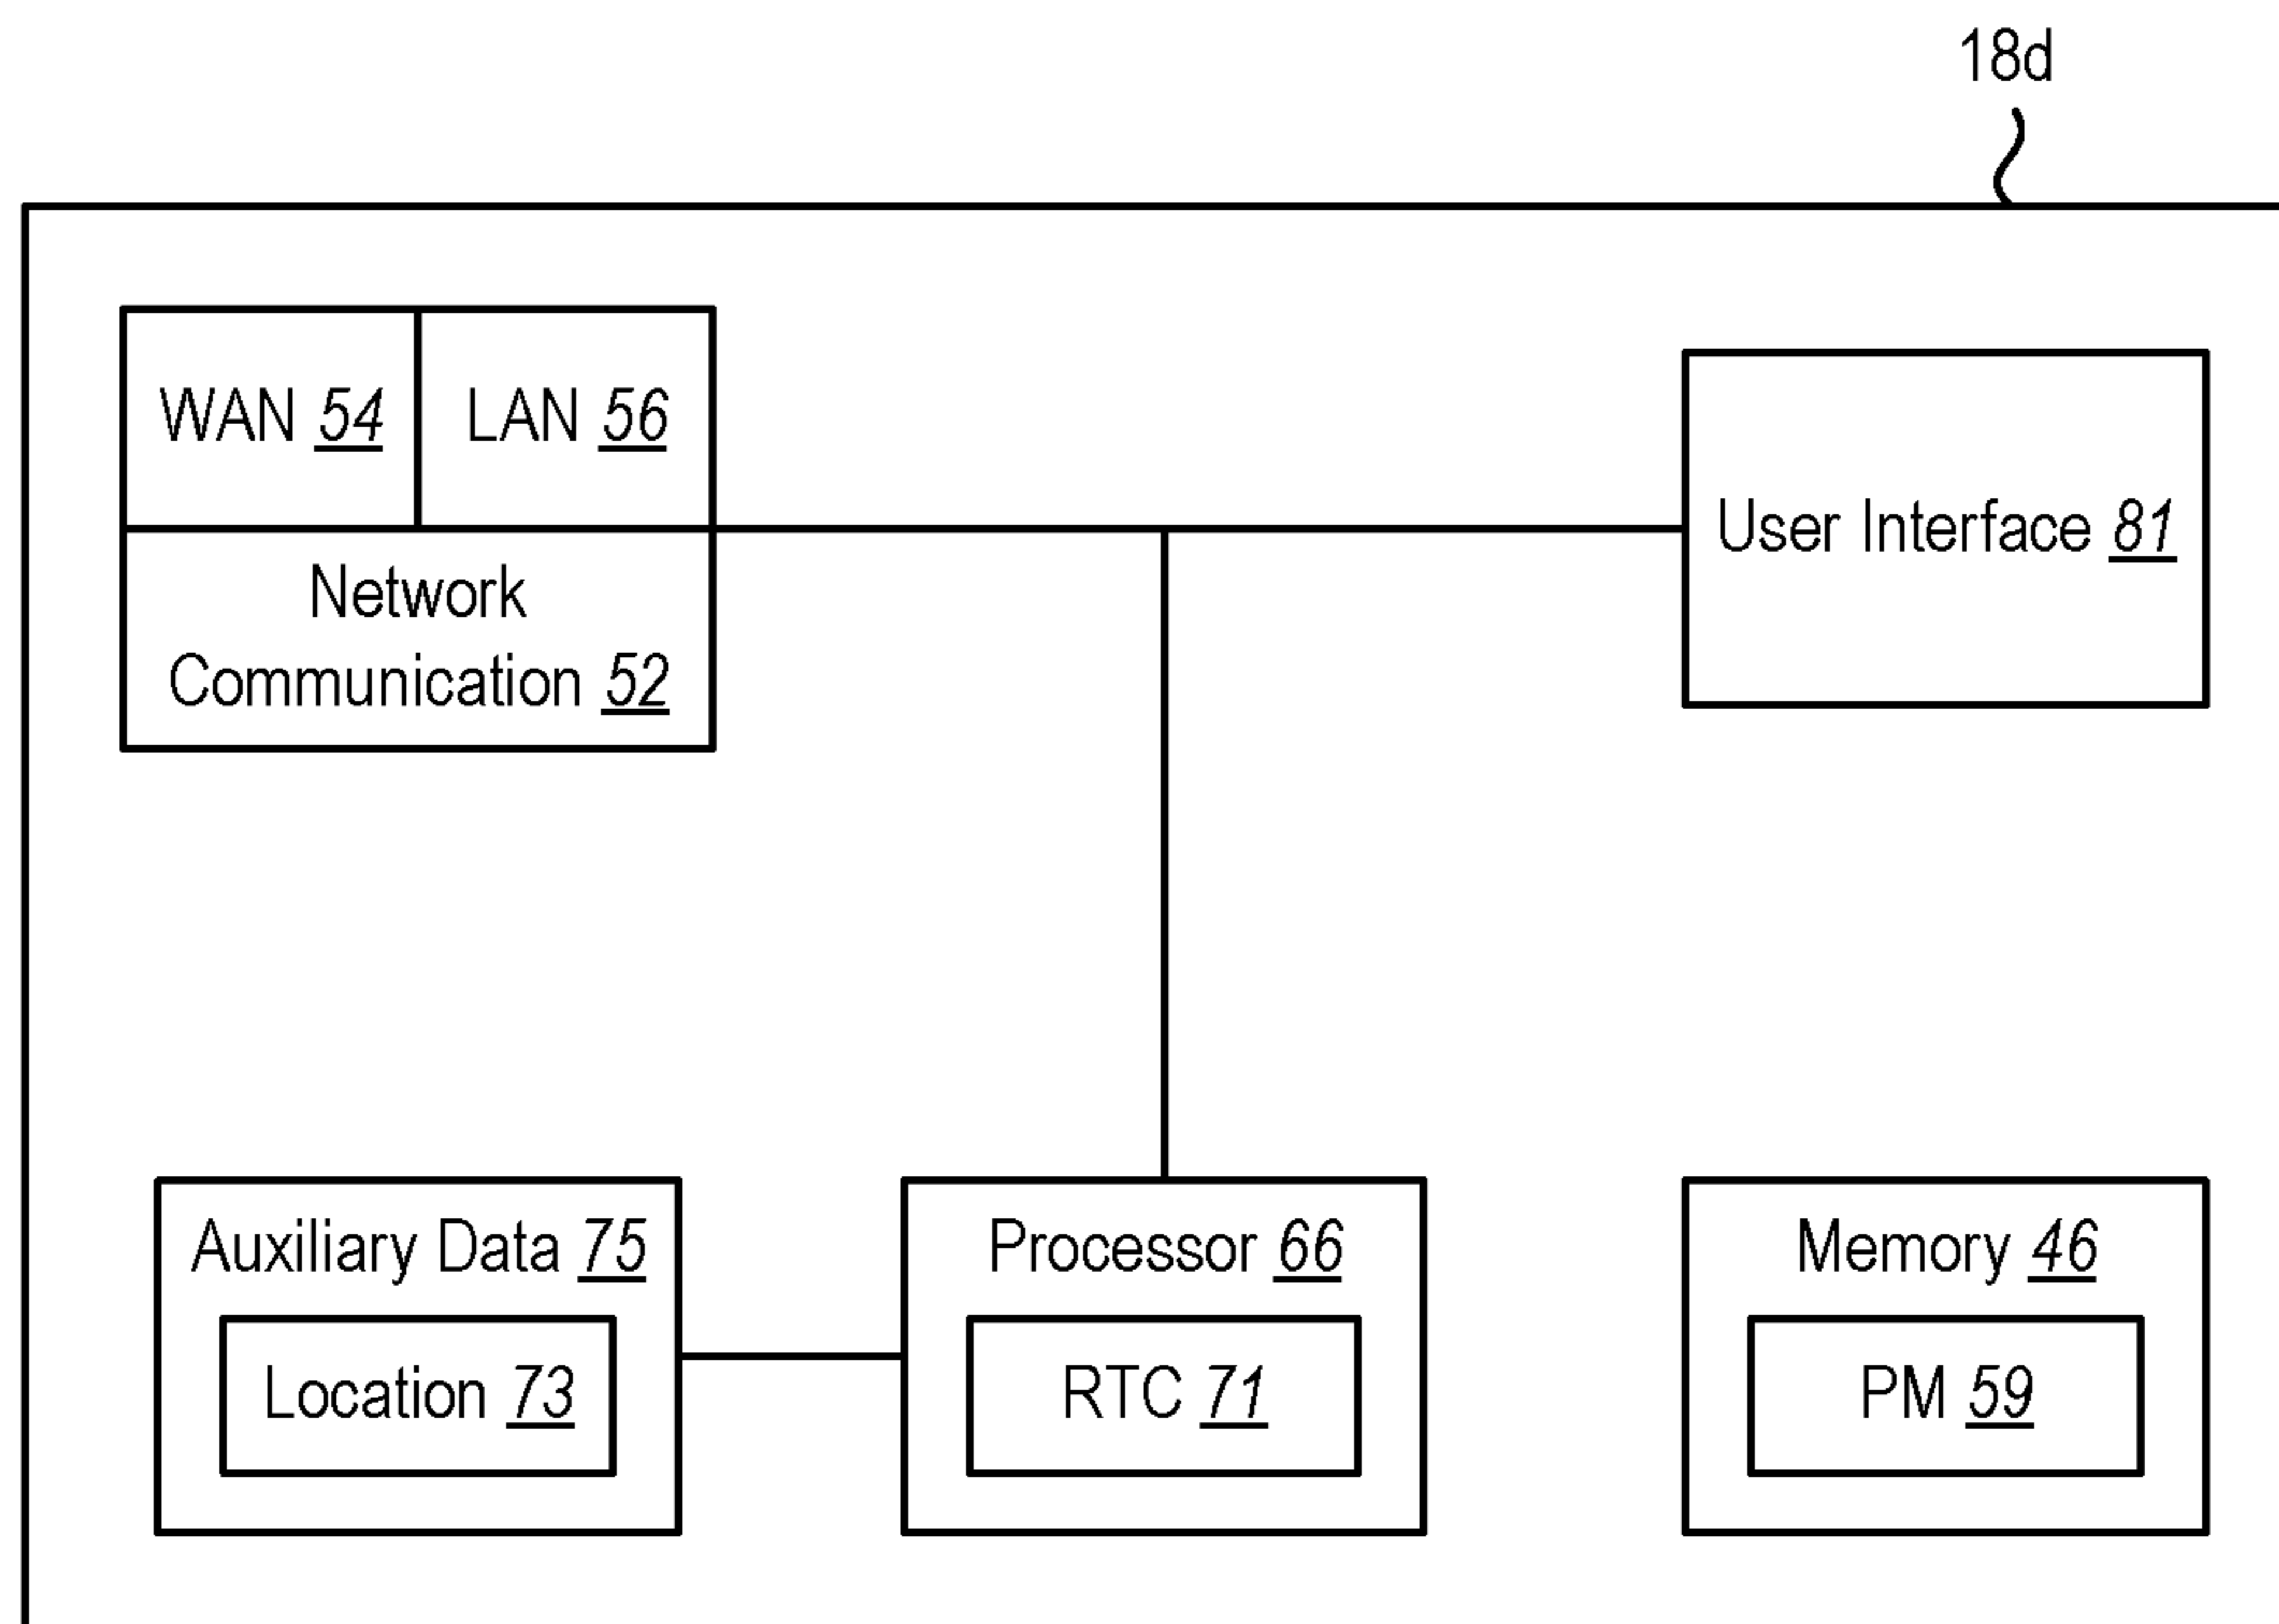 18d
WAN 54
LAN 56
Network
Communication 52
User Interface 81
Auxiliary Data 75
Location 73
Processor 66
RTC 71
Memory 46
PM 59